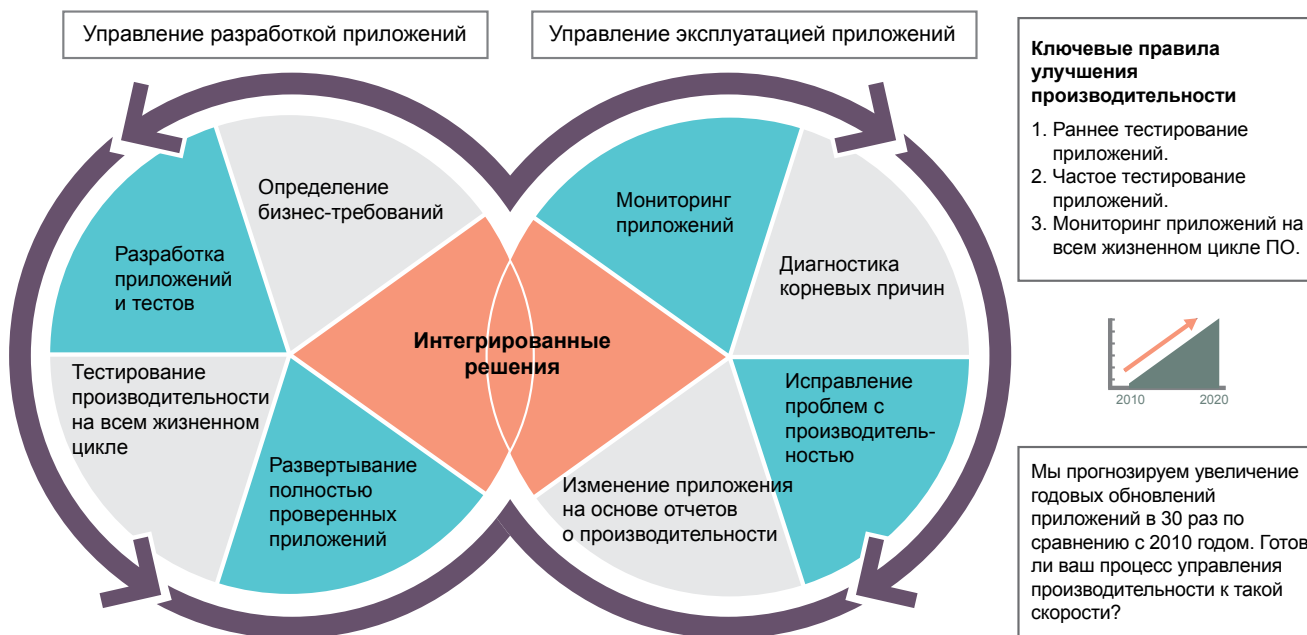 Управление разработкой приложений
Управление эксплуатацией приложений
Определение
бизнес-требований
Разработка
приложений
и тестов
Тестирование
производительности
на всем жизненном
цикле
Развертывание
полностью
проверенных
приложений
Интегрированные
решения
Мониторинг
приложений
Диагностика
корневых причин
Исправление
проблем с
производитель-
ностью
Изменение приложения
на основе отчетов
о производительности
Ключевые правила
улучшения
производительности
1. Раннее тестирование
приложений.
2. Частое тестирование
приложений.
3. Мониторинг приложений на
всем жизненном цикле ПО.
2010
2020
Мы прогнозируем увеличение
годовых обновлений
приложений в 30 раз по
сравнению с 2010 годом. Готов
ли ваш процесс управления
производительности к такой
скорости?